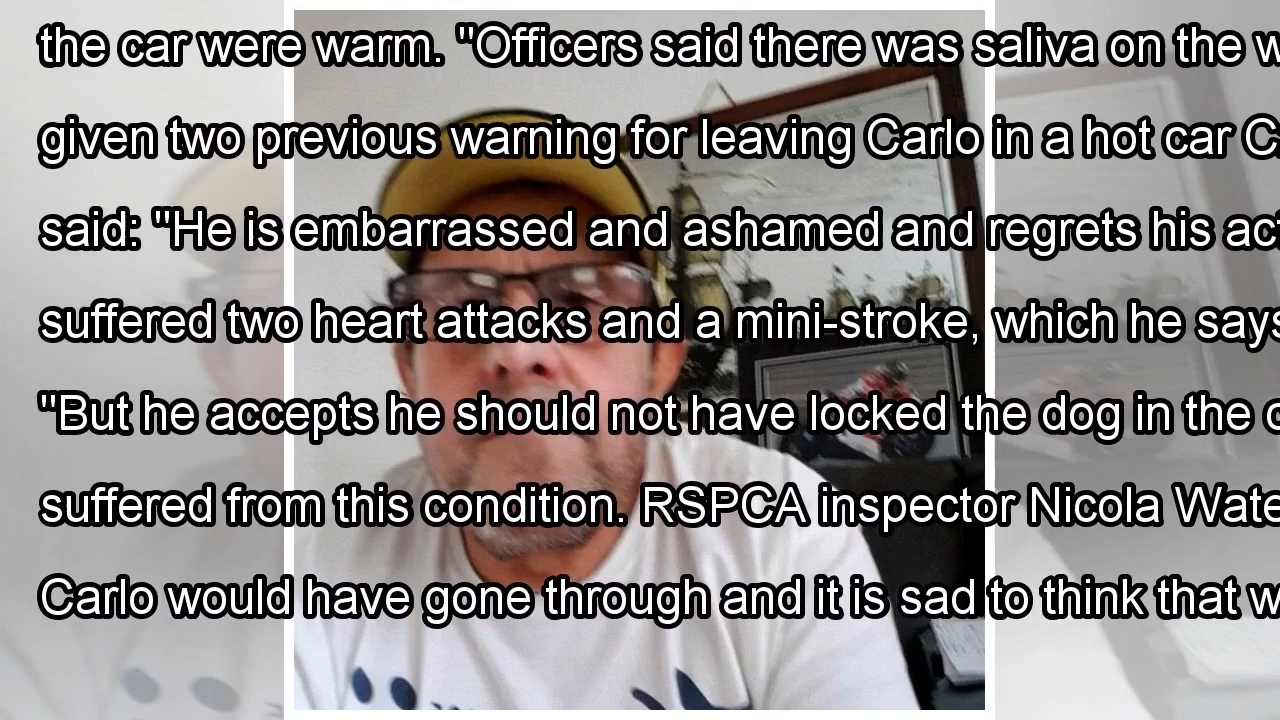 the car were warm. "Officers said there was saliva on the
given two previous warning for leaving Carlo in a hot car
said: "He is embarrassed and ashamed and regrets his
suffered two heart attacks and a mini-stroke, which he says
"But he accepts he should not have locked the dog in the
suffered from this condition. RSPCA inspector Nicola
Carlo would have gone through and it is sad to think that